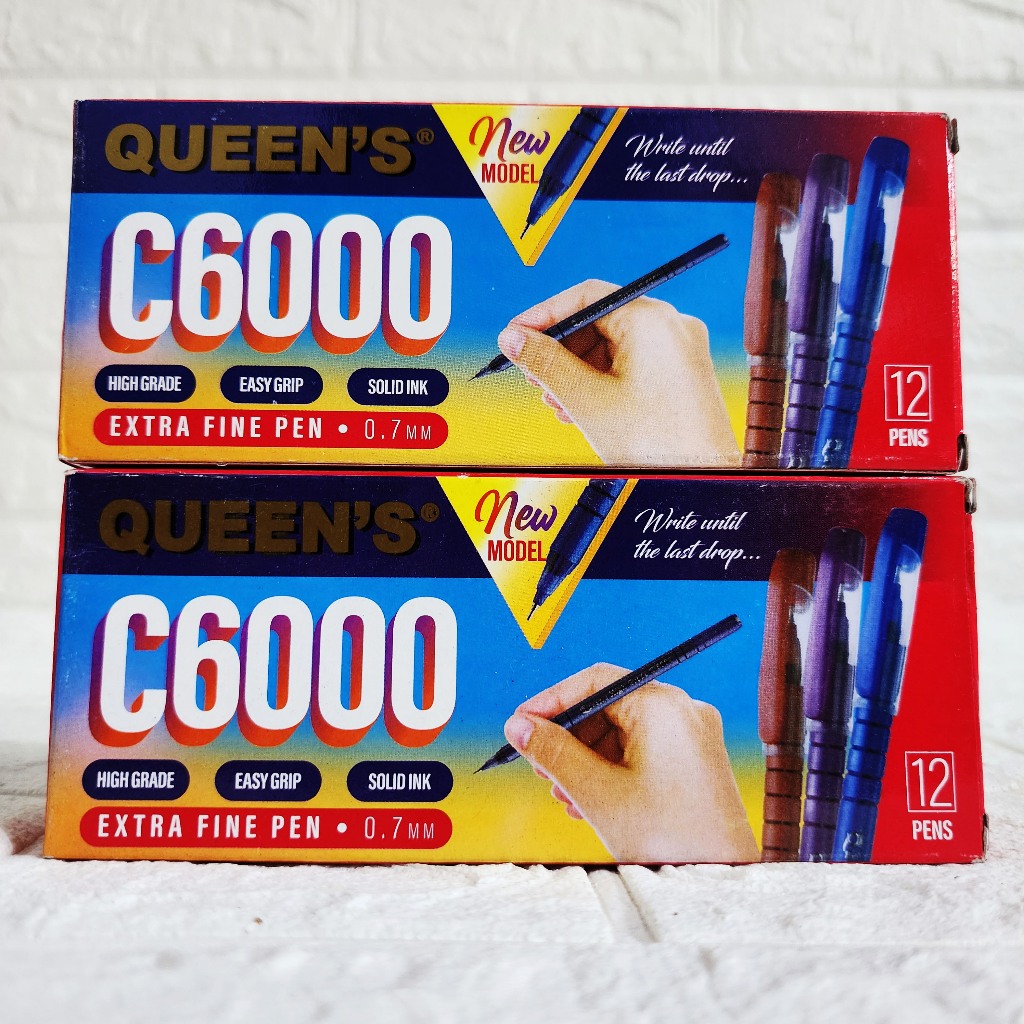 QUEEN'S®
New
MODEL
Write until
the last drop...
C6000
HIGH GRADE
EASY GRIP
SOLID INK
EXTRA FINE PEN • 0.7MM
12
PENS
QUEEN'S®
New
MODEL
Write until
the last drop...
C6000
HIGH GRADE
EASY GRIP
SOLID INK
EXTRA FINE PEN • 0.7MM
12
PENS